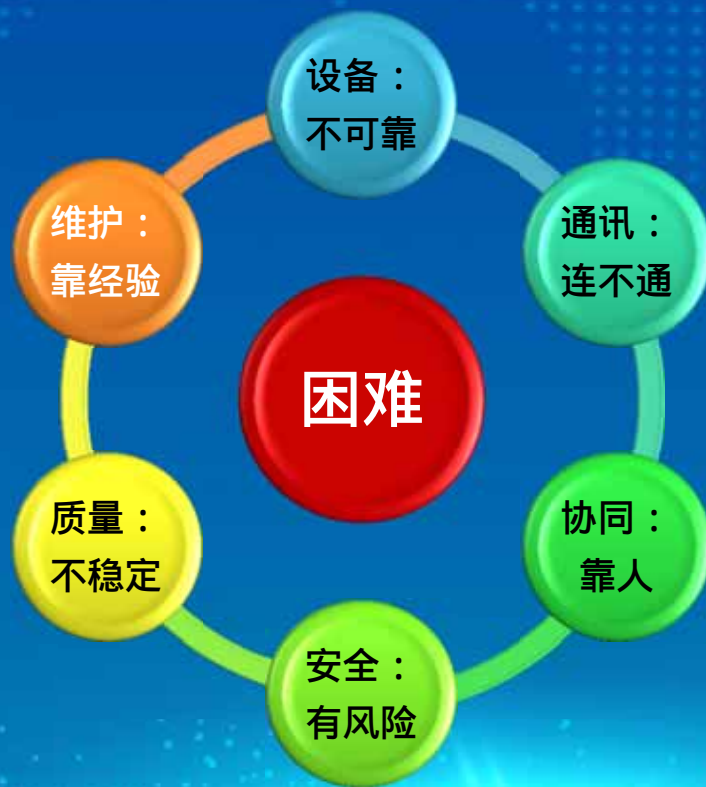 设备：
不可靠
通讯：
连不通
协同：
靠人
安全：
有风险
质量：
不稳定
维护：
靠经验
困难